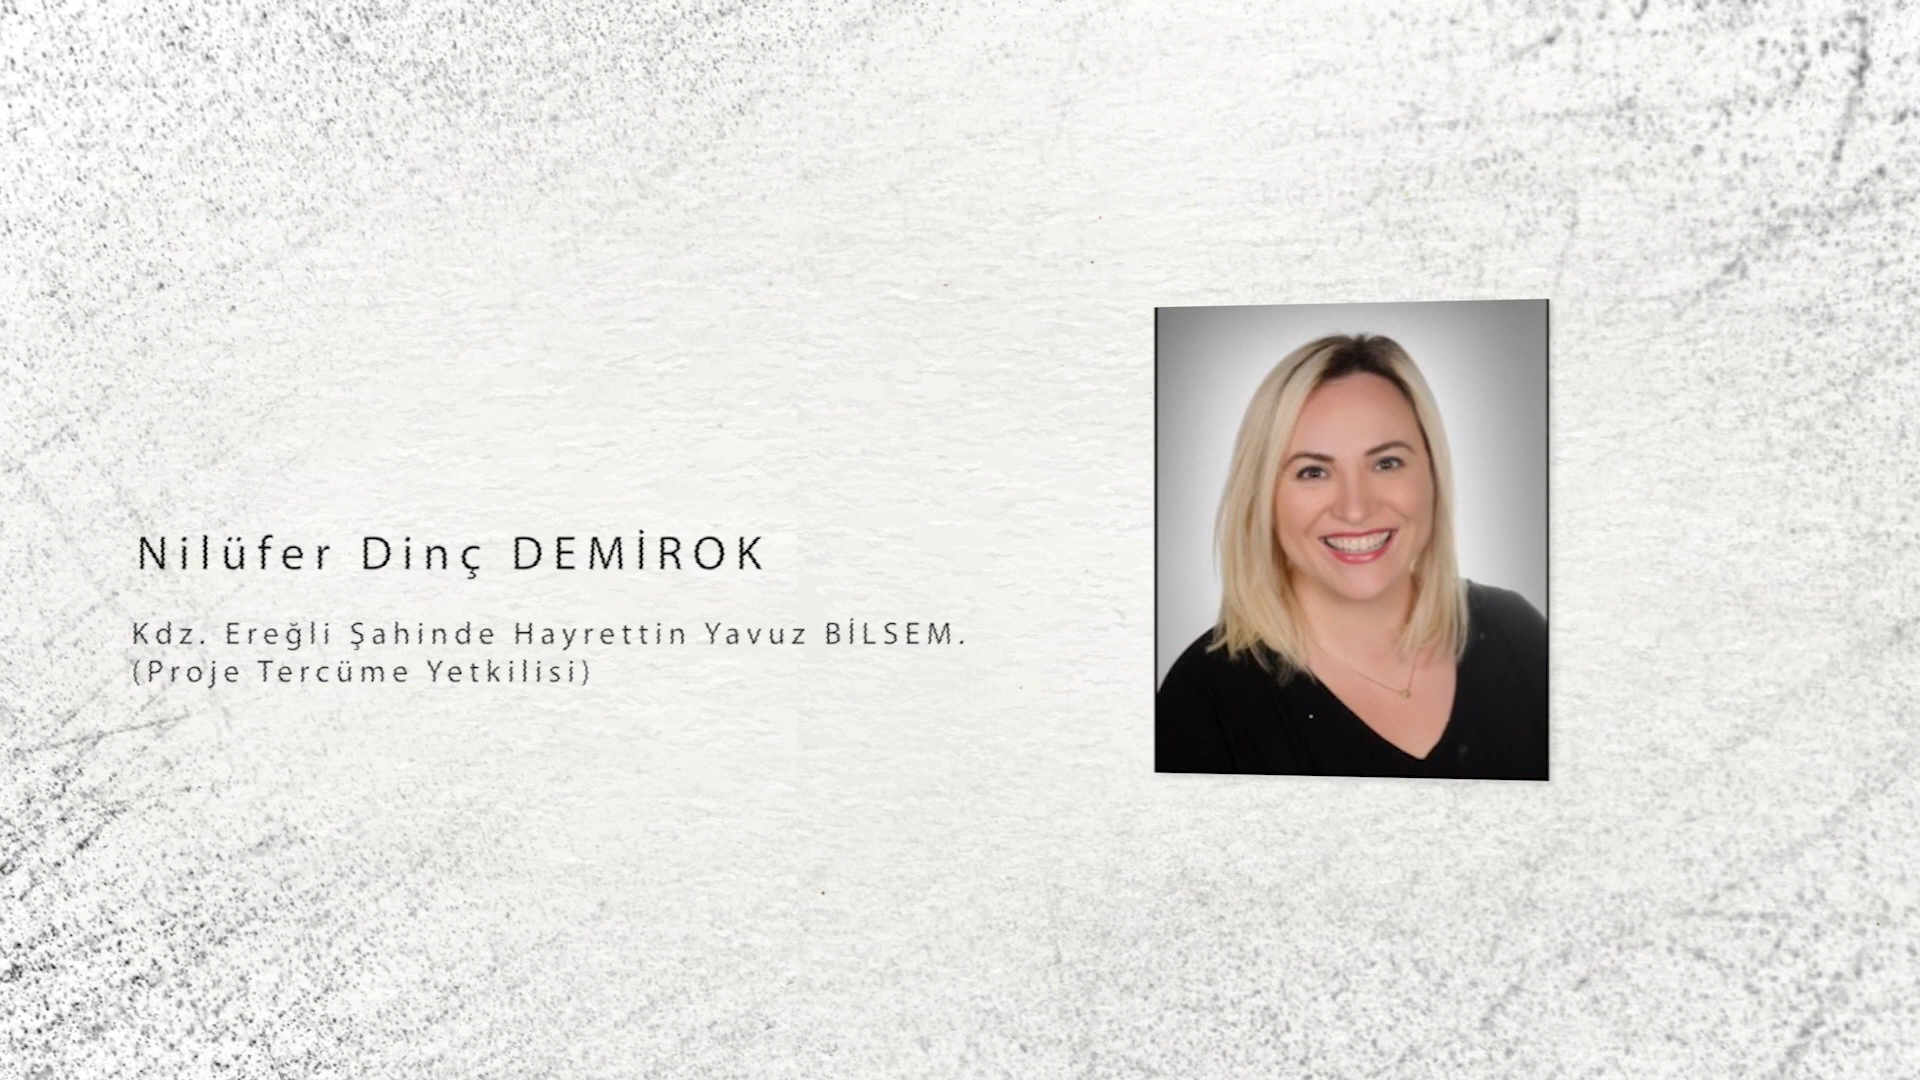 Nilüfer Dinç DEMİROK
Kdz. Ereğli Şahinde Hayrettin Yavuz BİLSEM.
(Proje Tercüme Yetkilisi)